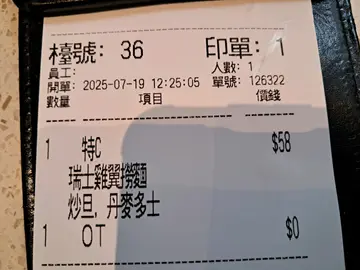 檯號: 36 印單: 1
員工: 人數: 1
開單: 2025-07-19 12:25:05 單號: 126322
數量 項目 價錢
1 特C $58
瑞士雞翼撈麵
炒旦, 丹麥多士
1 OT $0